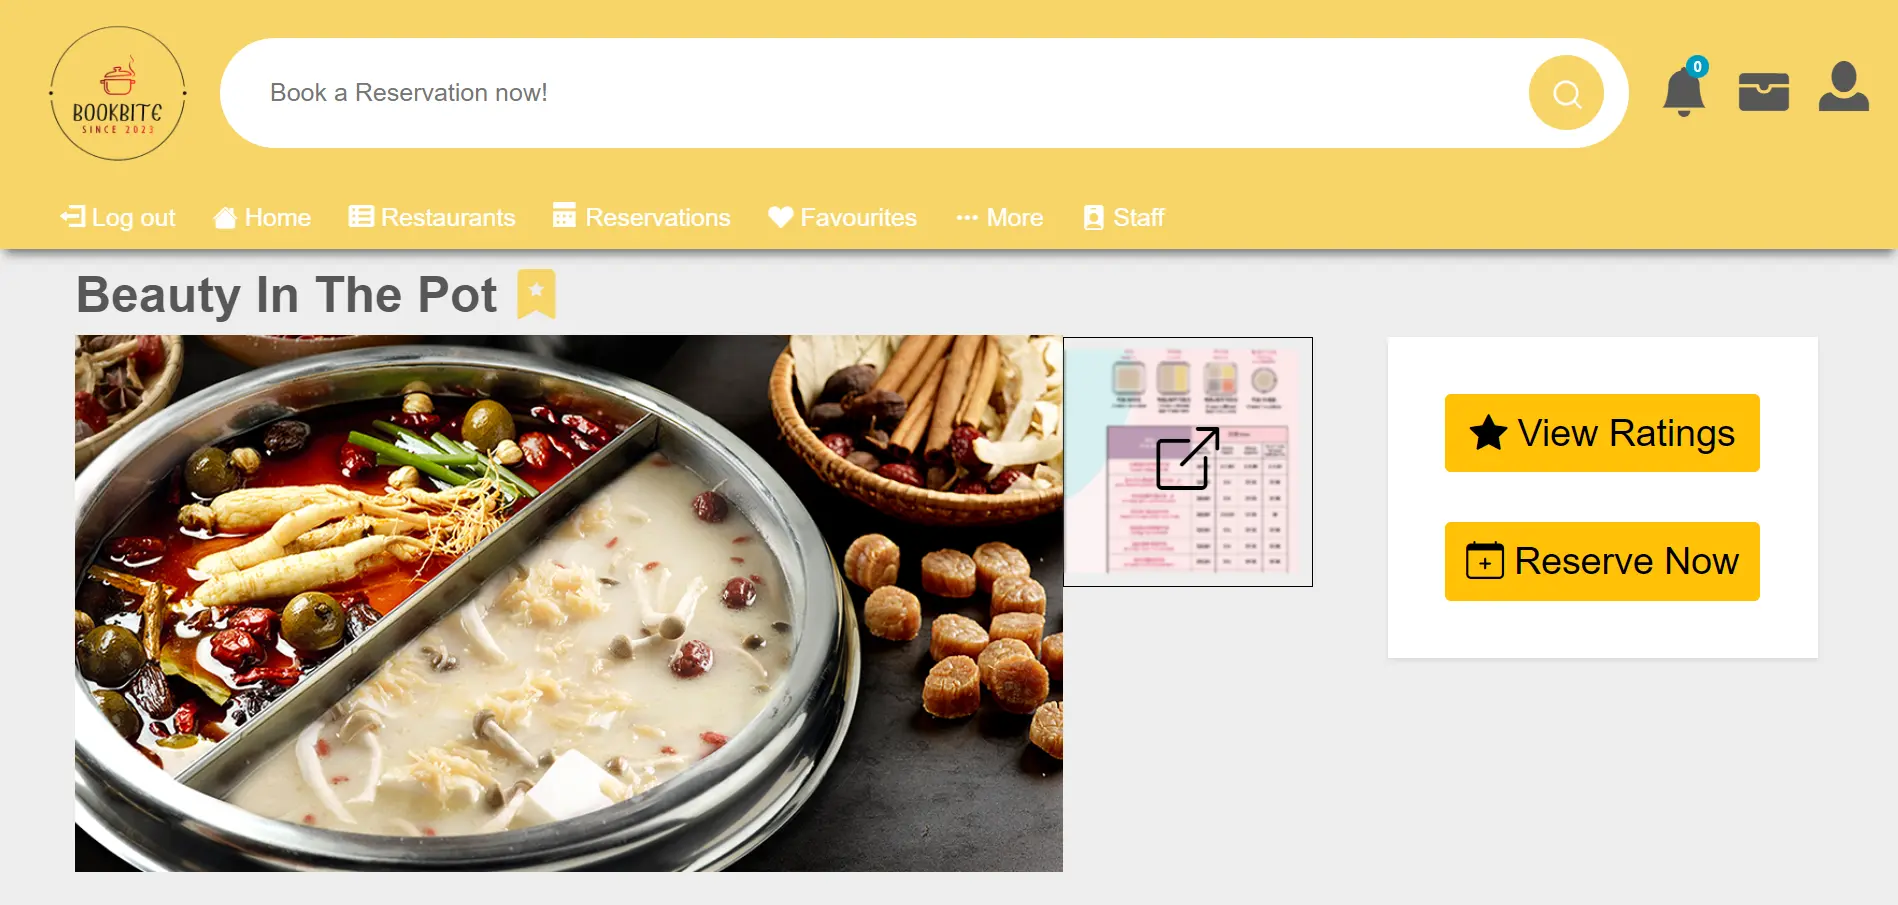 BOOKBITE
SINCE 2023
Book a Reservation now!
0
Log out
Home
Restaurants
Reservations
Favourites
More
Staff
Beauty In The Pot
View Ratings
Reserve Now